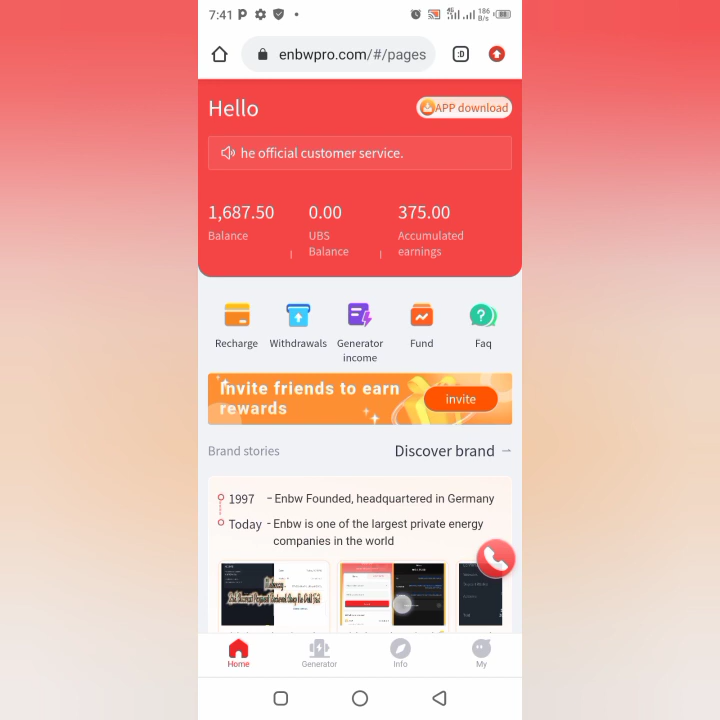 7:41 P
4G
186
B/s
enbwpro.com/#/pages
:D
Hello
APP download
he official customer service.
1,687.50
0.00
375.00
Balance
UBS
Balance
Accumulated
earnings
Recharge
Withdrawals
Generator
income
Fund
Faq
Invite friends to earn
rewards
invite
Brand stories
Discover brand
1997 - Enbw Founded, headquartered in Germany
Today - Enbw is one of the largest private energy
companies in the world
Home
Generator
Info
My